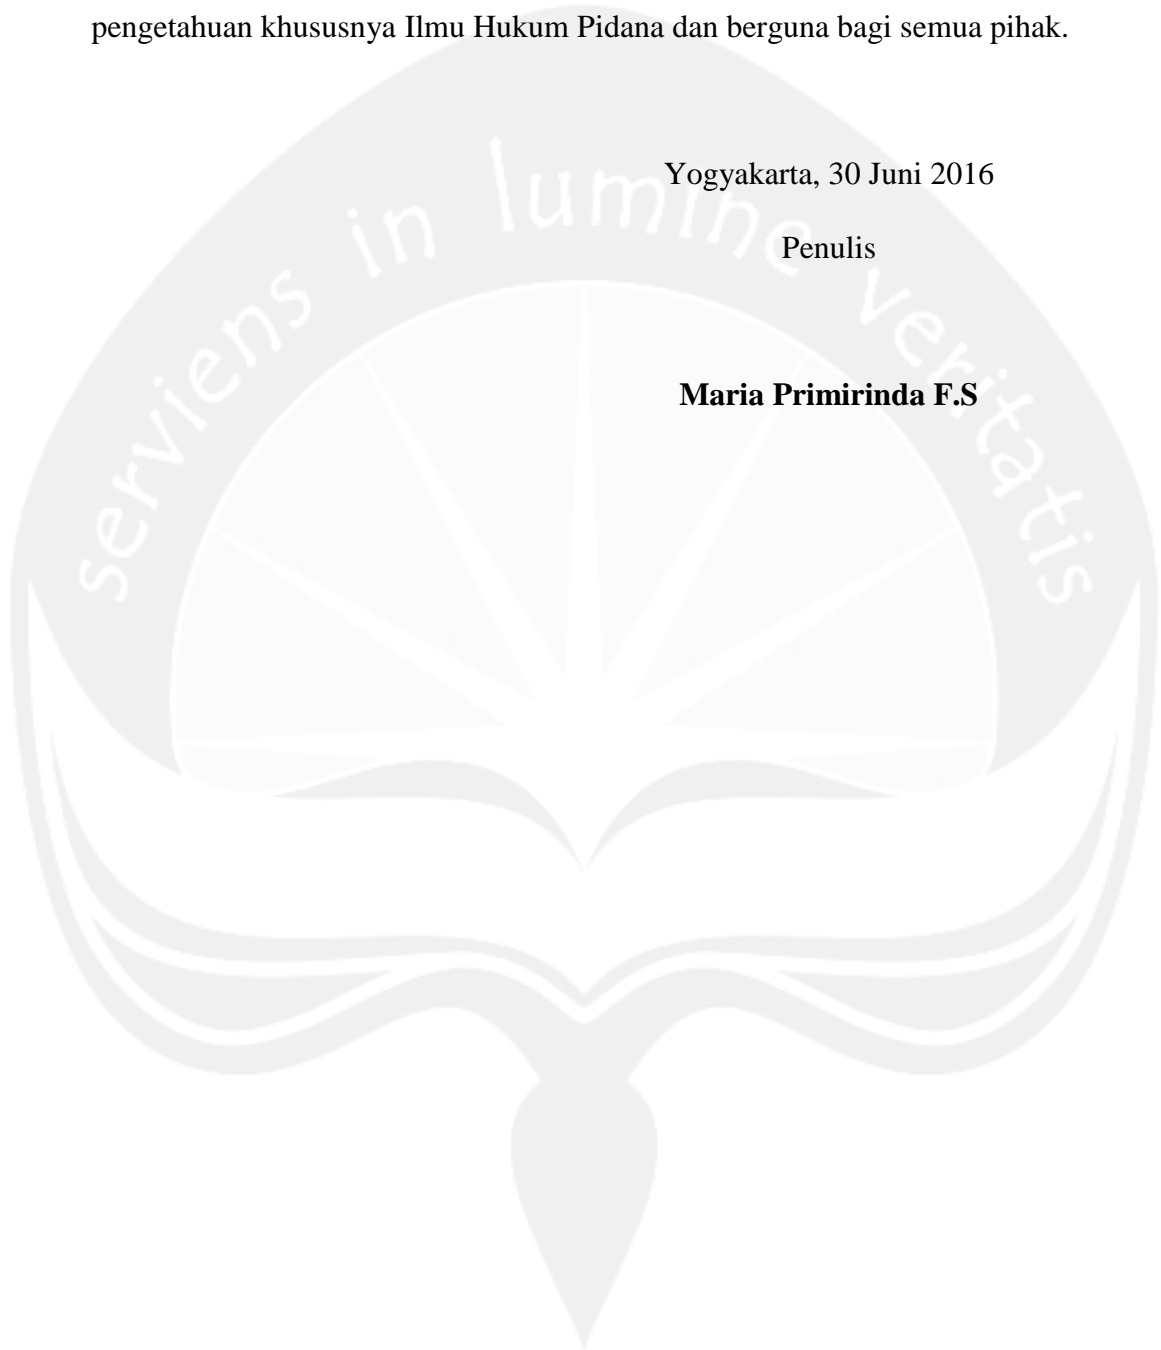 pengetahuan khususnya Ilmu Hukum Pidana dan berguna bagi semua pihak.
Yogyakarta, 30 Juni 2016
Penulis
Maria Primirinda F.S
serviens in lumine veritatis